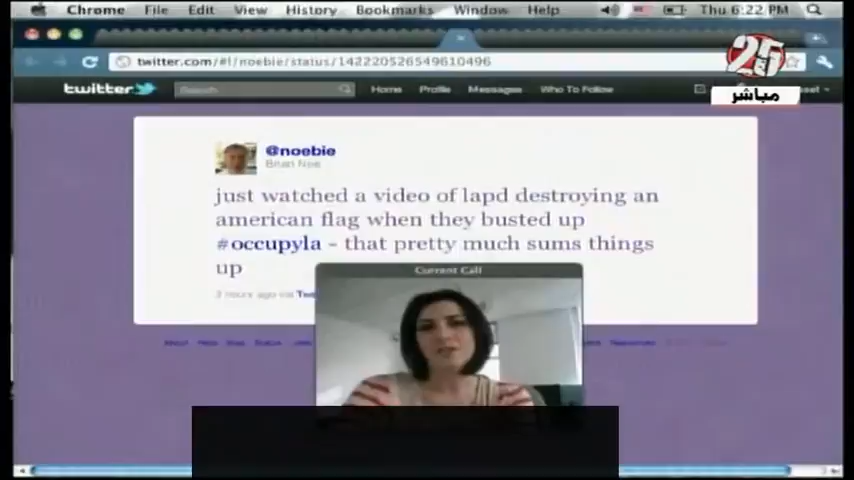 Chrome File Edit View History Bookmarks Window Help Thu 6:22 PM
twitter.com/#!/noebie/status/142220526549610496
25
مباشر
twitter Search Home Profile Messages Who To Follow
@noebie
Brian Noe
just watched a video of lapd destroying an
american flag when they busted up
#occupyla - that pretty much sums things
up
Current Call